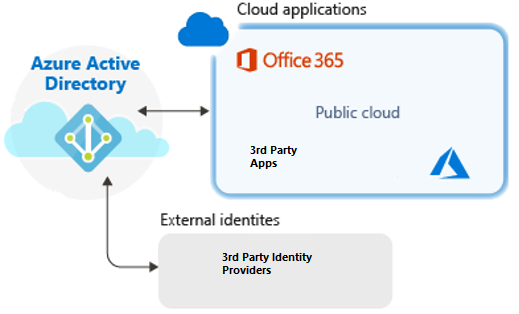 Cloud applications
Azure Active
Directory
Office 365
Public cloud
3rd Party
Apps
External identites
3rd Party Identity
Providers